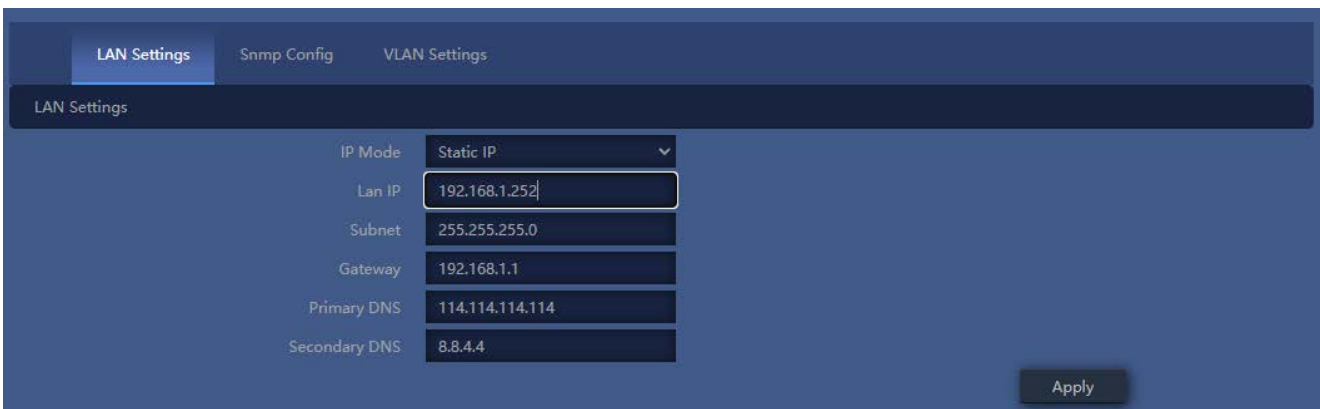 LAN Settings Snmp Config VLAN Settings
LAN Settings
IP Mode Static IP
Lan IP 192.168.1.252
Subnet 255.255.255.0
Gateway 192.168.1.1
Primary DNS 114.114.114.114
Secondary DNS 8.8.4.4
Apply